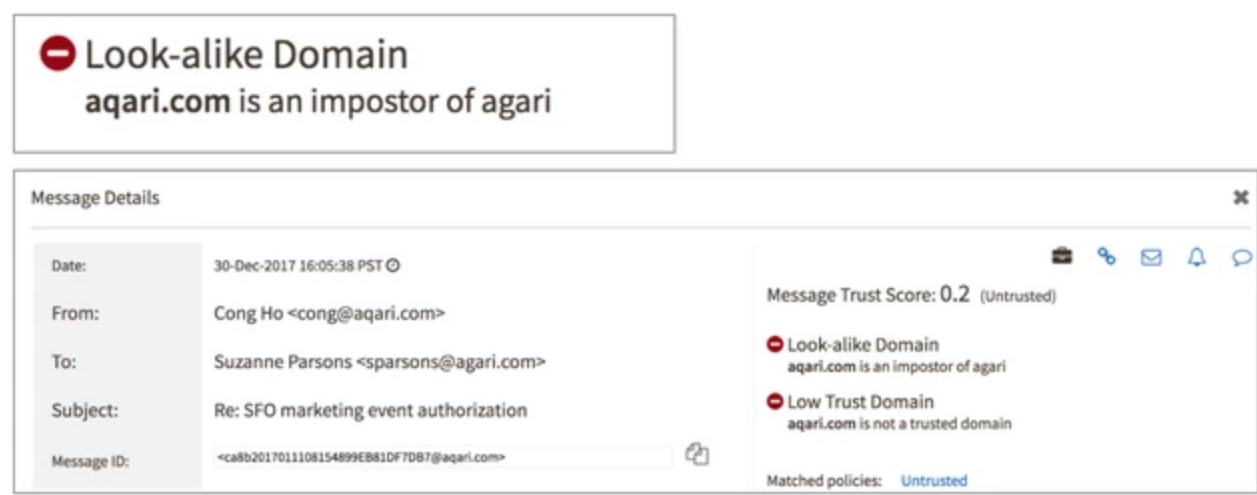 Look-alike Domain
aqari.com is an impostor of agari
Message Details
Date: 30-Dec-2017 16:05:38 PST
From: Cong Ho <cong@aqari.com>
To: Suzanne Parsons <sparsons@agari.com>
Subject: Re: SFO marketing event authorization
Message ID: <ca8b2017011108154899EB81DF7DB7@aqari.com>
Message Trust Score: 0.2 (Untrusted)
Look-alike Domain
aqari.com is an impostor of agari
Low Trust Domain
aqari.com is not a trusted domain
Matched policies: Untrusted